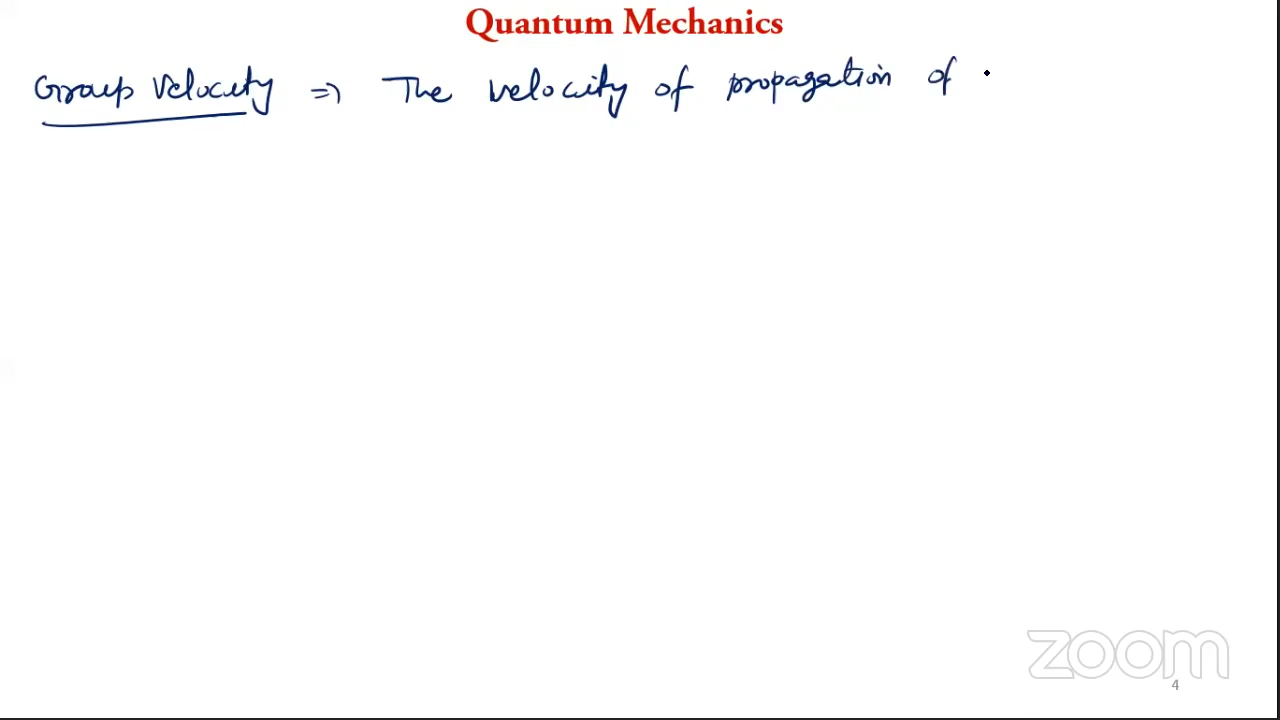 Quantum Mechanics
Group Velocity ⇒ The velocity of propagation of
zoom
4